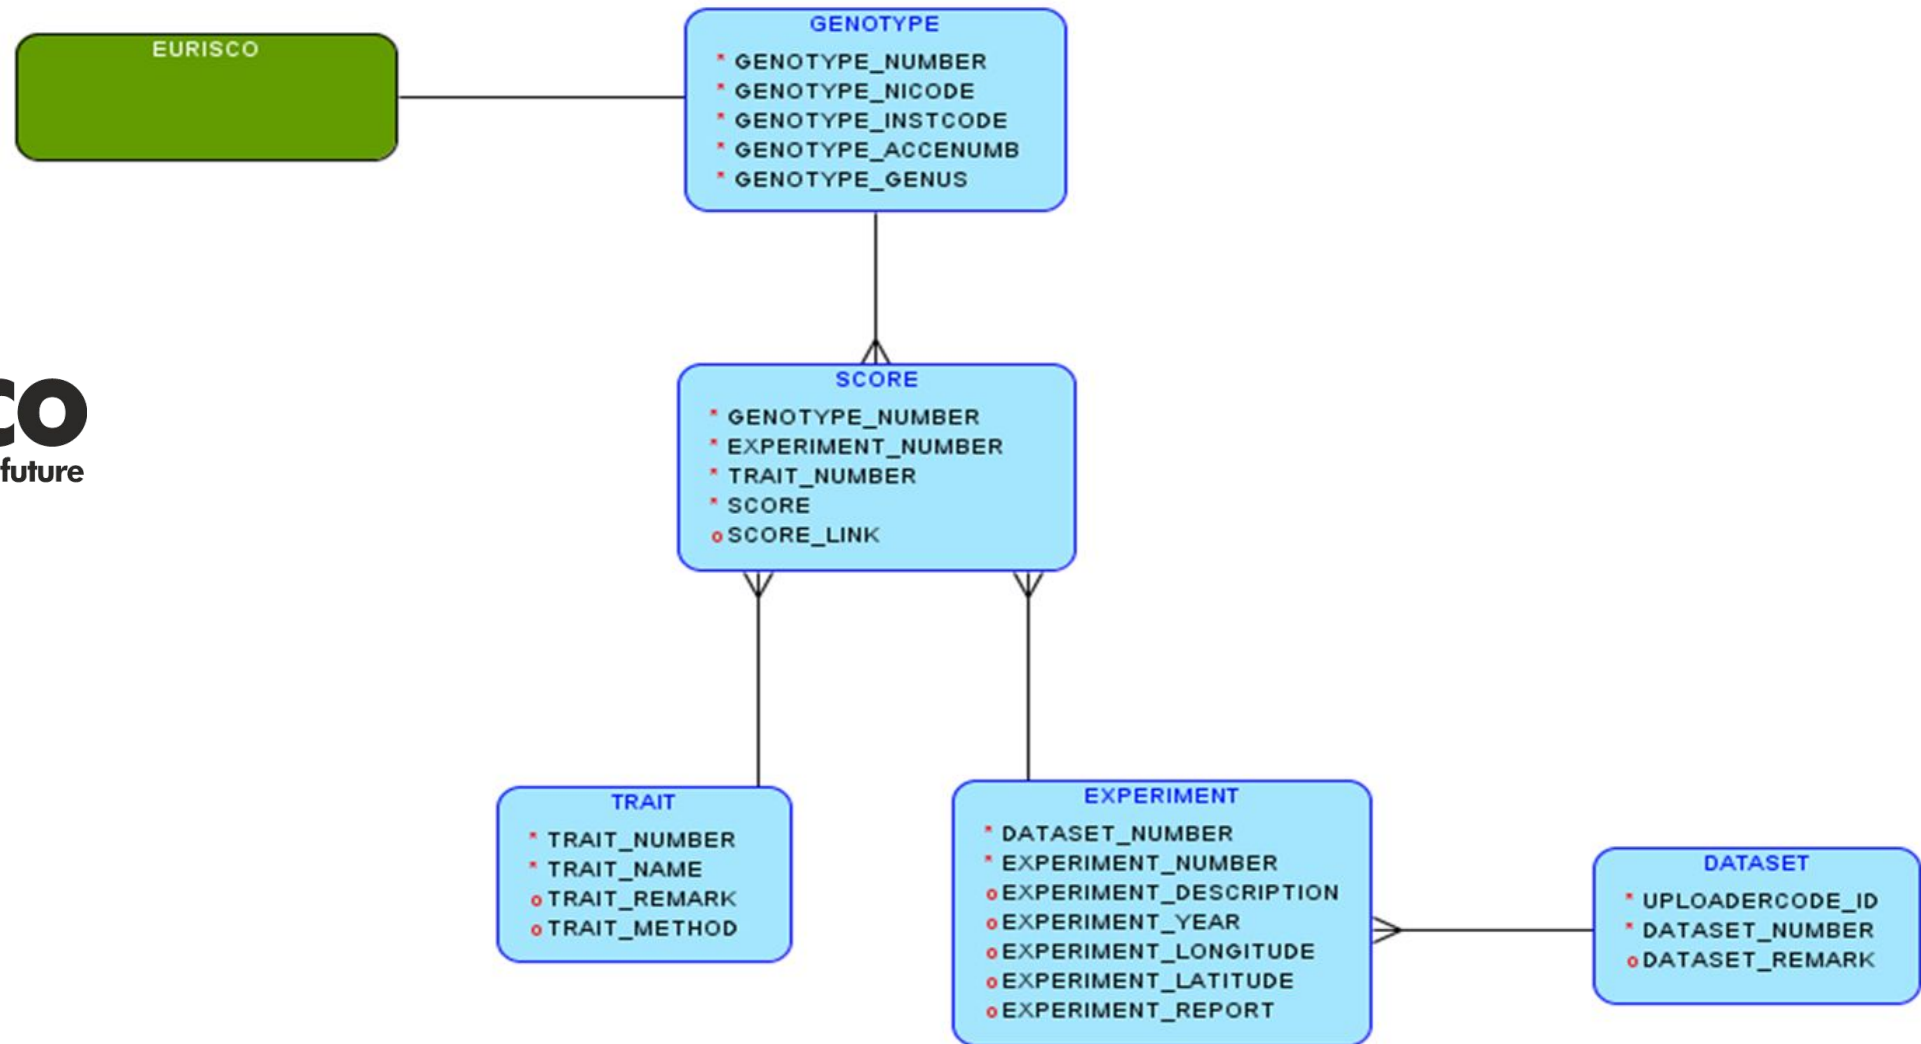 EURISCO
GENOTYPE
* GENOTYPE_NUMBER
* GENOTYPE_NICODE
* GENOTYPE_INSTCODE
* GENOTYPE_ACCENUMB
* GENOTYPE_GENUS
co
future
SCORE
* GENOTYPE_NUMBER
* EXPERIMENT_NUMBER
* TRAIT_NUMBER
* SCORE
o SCORE_LINK
TRAIT
* TRAIT_NUMBER
* TRAIT_NAME
o TRAIT_REMARK
o TRAIT_METHOD
EXPERIMENT
* DATASET_NUMBER
* EXPERIMENT_NUMBER
o EXPERIMENT_DESCRIPTION
o EXPERIMENT_YEAR
o EXPERIMENT_LONGITUDE
o EXPERIMENT_LATITUDE
o EXPERIMENT_REPORT
DATASET
* UPLOADERCODE_ID
* DATASET_NUMBER
o DATASET_REMARK